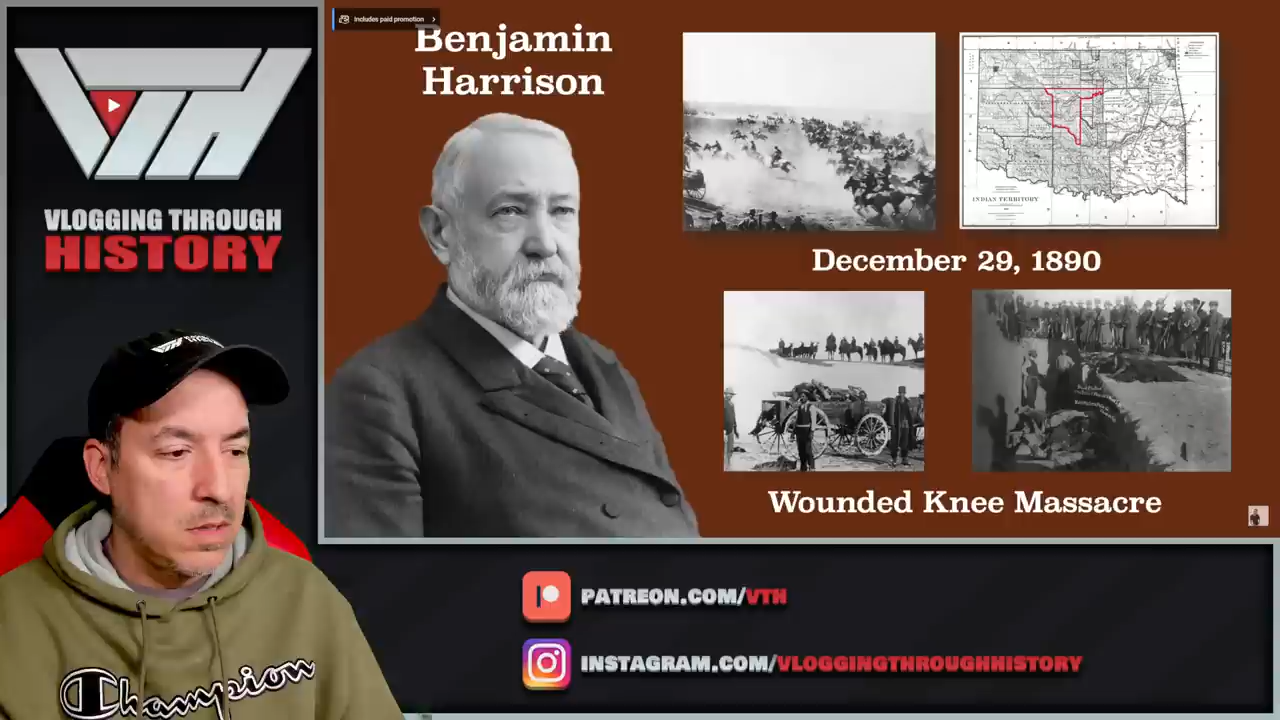 VTH
VLOGGING THROUGH
HISTORY
Includes paid promotion
Benjamin
Harrison
INDIAN TERRITORY
December 29, 1890
Wounded Knee Massacre
PATREON.COM/VTH
INSTAGRAM.COM/VLOGGINGTHROUGHHISTORY
Champion